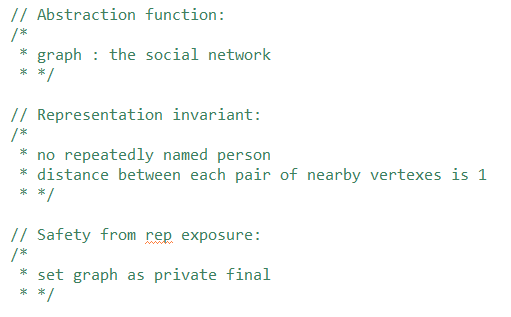 // Abstraction function:
/*
 * graph : the social network
 * */
// Representation invariant:
/*
 * no repeatedly named person
 * distance between each pair of nearby vertexes is 1
 * */
// Safety from rep exposure:
/*
 * set graph as private final
 * */